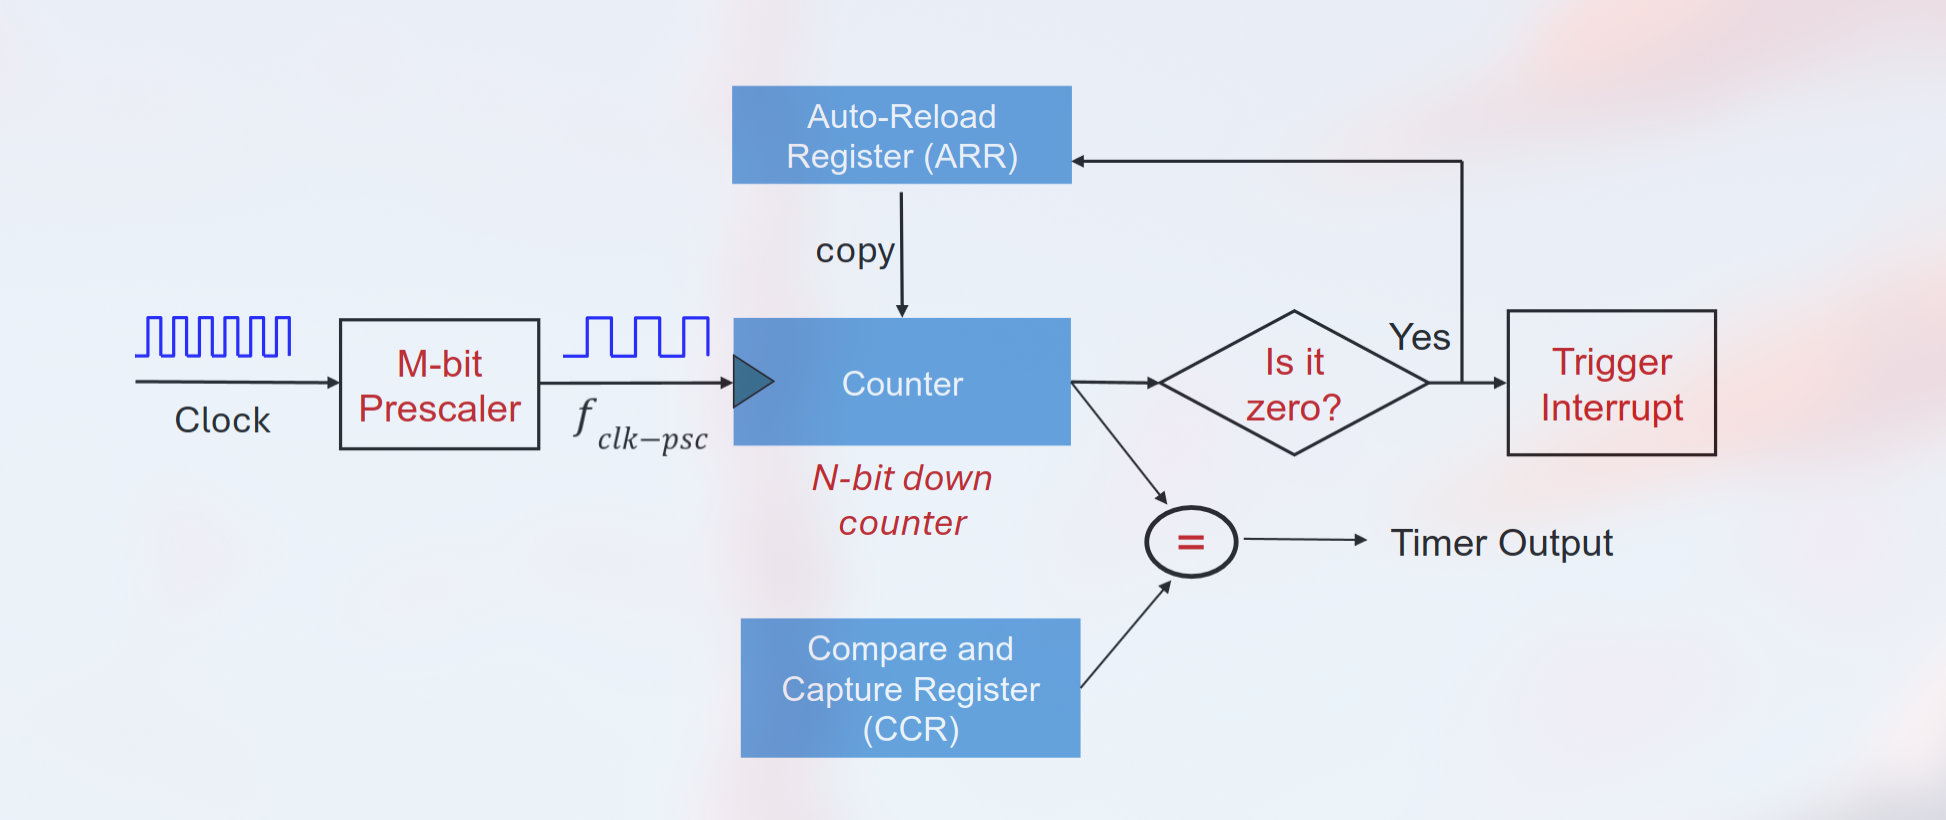 Auto-Reload
Register (ARR)
copy
Clock
M-bit
Prescaler
f clk−psc
Counter
N-bit down
counter
Is it
zero?
Yes
Trigger
Interrupt
=
Timer Output
Compare and
Capture Register
(CCR)